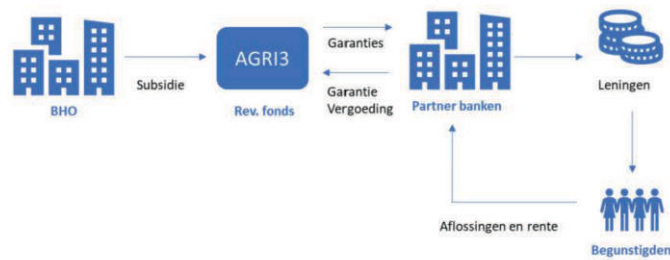 Garanties
AGRI3
Subsidie
Leningen
BHO
Rev. fonds
Garantie
Vergoeding
Partner banken
Aflossingen en rente
Begunstigden